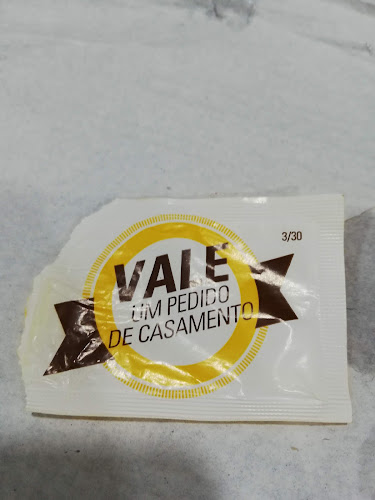 3/30
VALE
UM PEDIDO
DE CASAMENTO